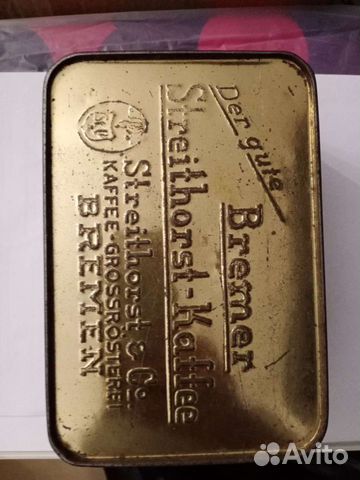 Der gute
Bremer
Streithorst-Kaffee
Streithorst & Co.
KAFFEE-GROSSRÖSTEREI
BREMEN
Avito